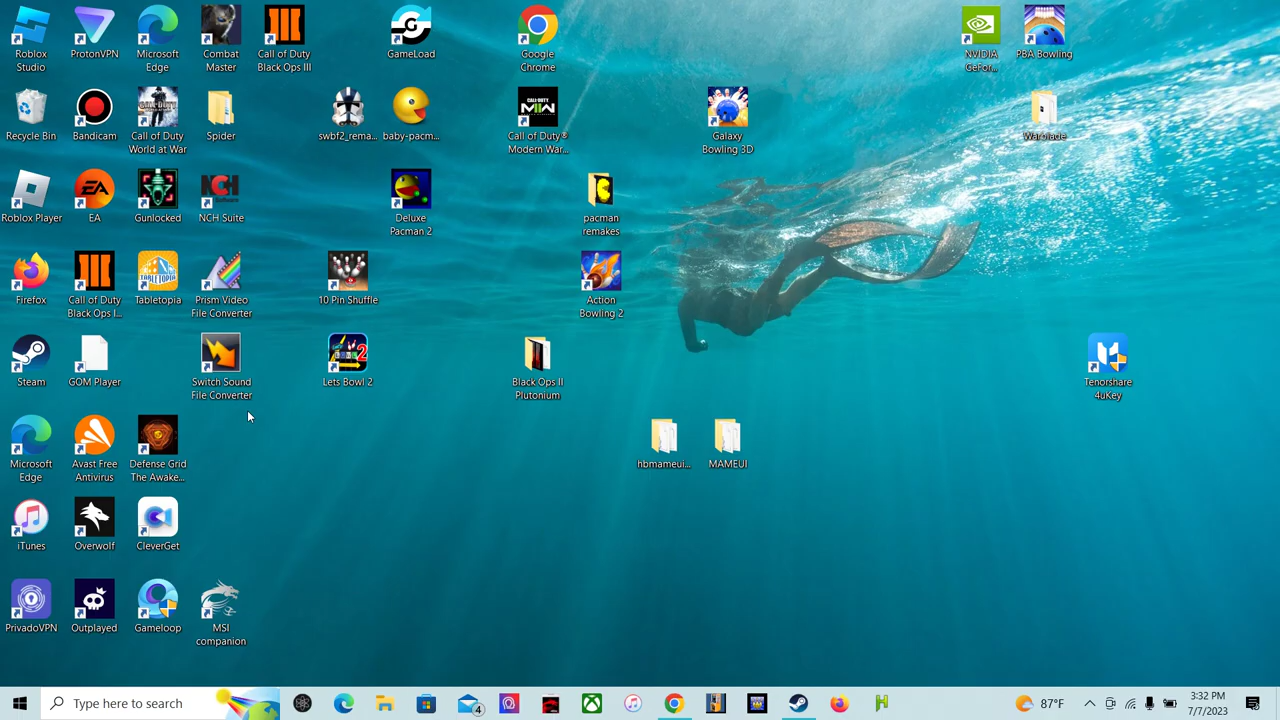 Roblox Studio
ProtonVPN
Microsoft Edge
Combat Master
Call of Duty Black Ops III
GameLoad
Google Chrome
NVIDIA GeFor...
PBA Bowling
Recycle Bin
Bandicam
Call of Duty World at War
Spider
swbf2_rema...
baby-pacm...
Call of Duty® Modern War...
Galaxy Bowling 3D
Warblade
Roblox Player
EA
Gunlocked
NCH Suite
Deluxe Pacman 2
pacman remakes
Firefox
Call of Duty Black Ops I...
Tabletopia
Prism Video File Converter
10 Pin Shuffle
Action Bowling 2
Steam
GOM Player
Switch Sound File Converter
Lets Bowl 2
Black Ops II Plutonium
Tenorshare 4uKey
Microsoft Edge
Avast Free Antivirus
Defense Grid The Awake...
hbmameui...
MAMEUI
iTunes
Overwolf
CleverGet
PrivadoVPN
Outplayed
Gameloop
MSI companion
Type here to search
4
87°F
3:32 PM
7/7/2023